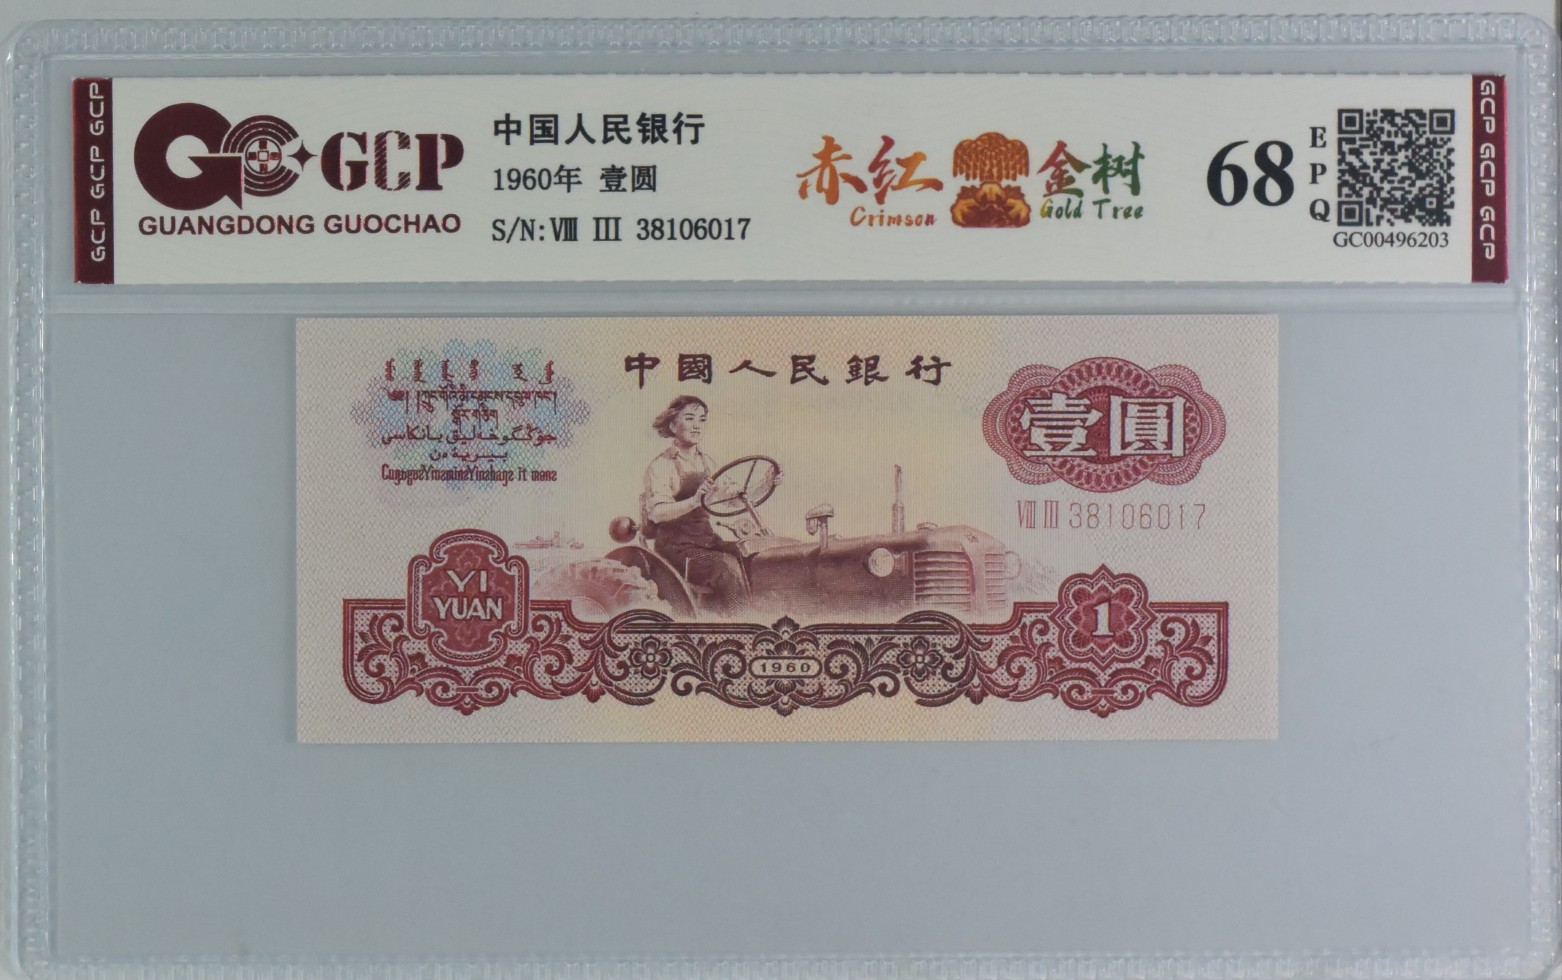 GCP GCP GCP
GCP
GUANGDONG GUOCHAO
中国人民银行
1960年 壹圆
S/N: Ⅷ Ⅲ 38106017
赤红 金树
Crimson Gold Tree
68
EPQ
GC00496203
GCP GCP GCP
中國人民銀行
壹圓
Ⅷ Ⅲ 38106017
YI
YUAN
1960
1